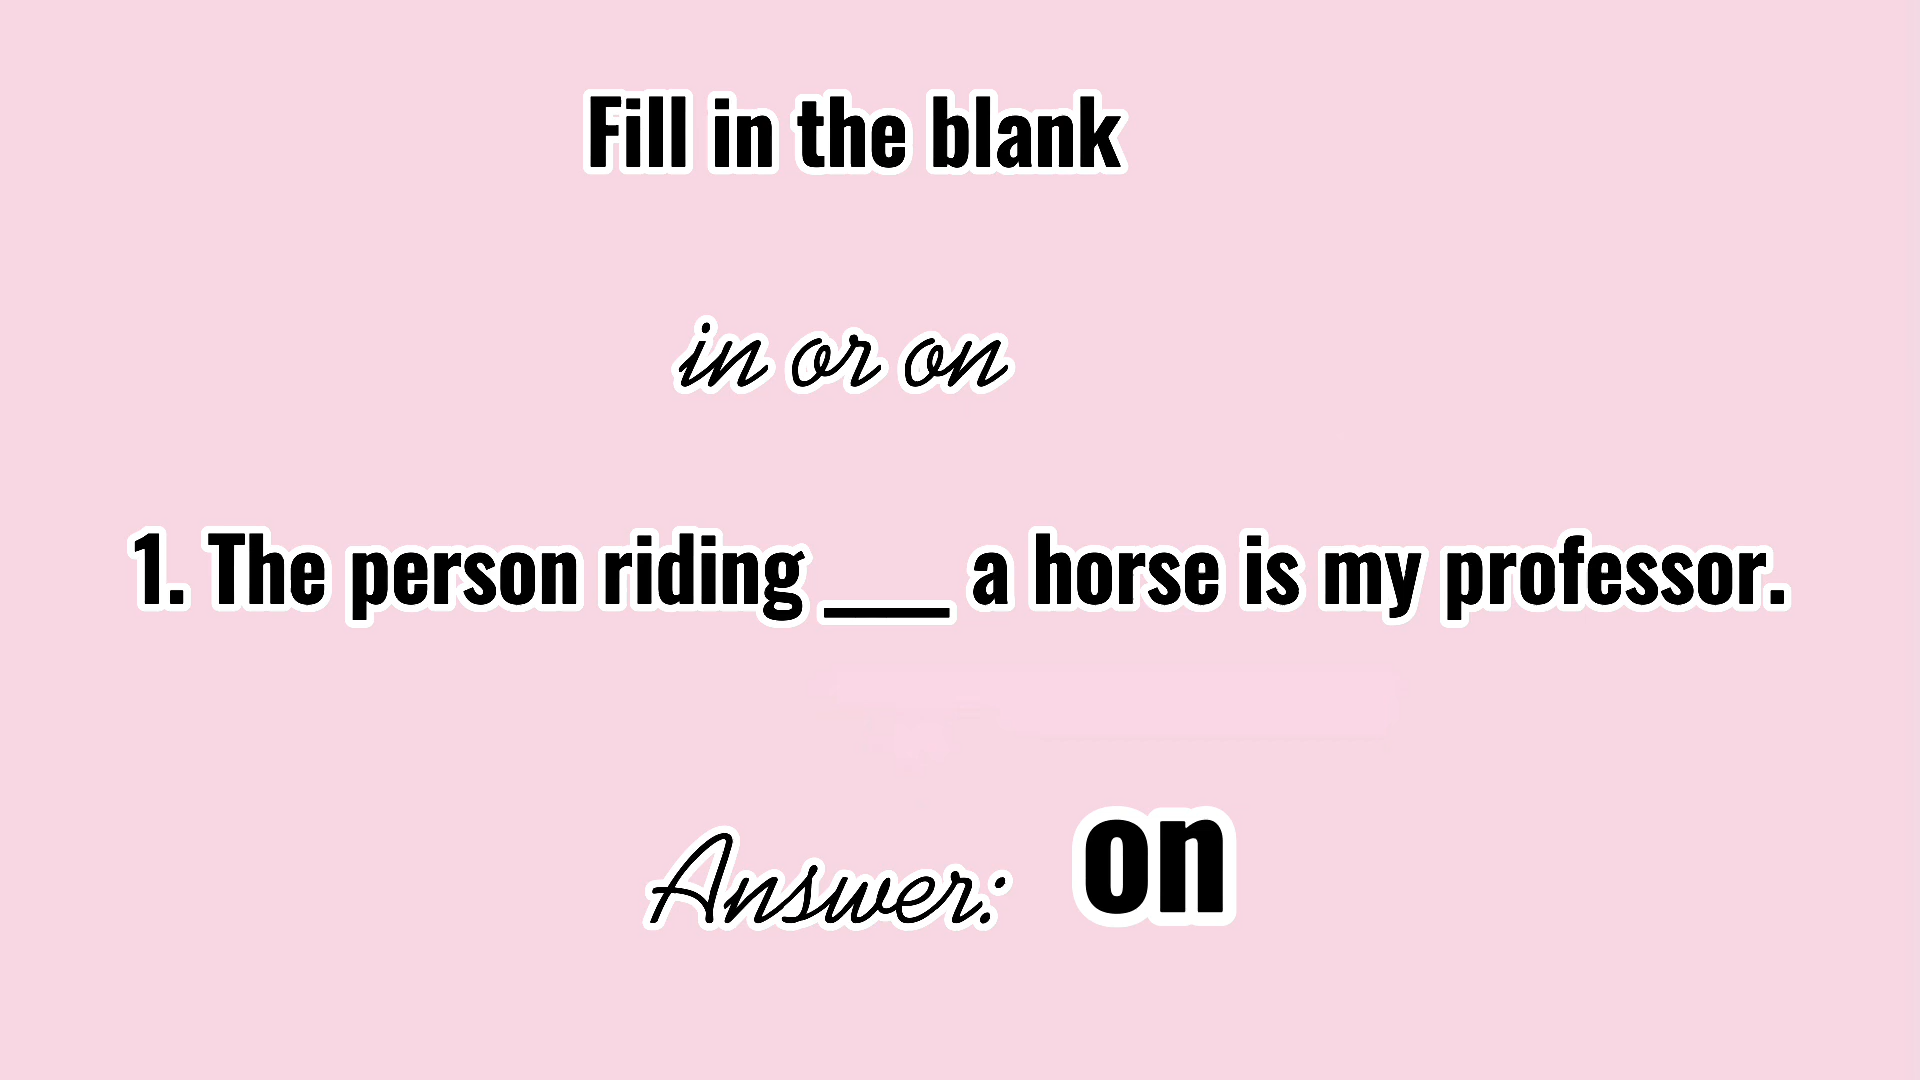 Fill in the blank
in or on
1. The person riding ___ a horse is my professor.
Answer: on